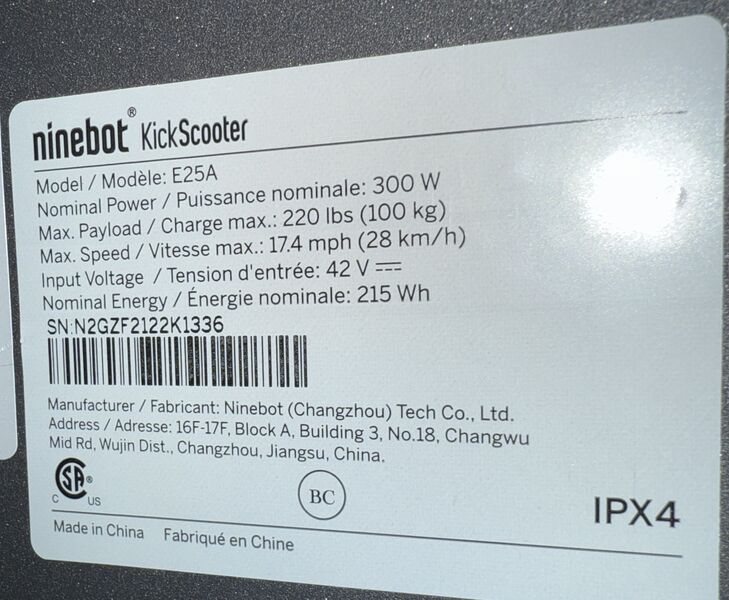 ninebot® KickScooter
Model / Modèle: E25A
Nominal Power / Puissance nominale: 300 W
Max. Payload / Charge max.: 220 lbs (100 kg)
Max. Speed / Vitesse max.: 17.4 mph (28 km/h)
Input Voltage / Tension d'entrée: 42 V ⎓
Nominal Energy / Énergie nominale: 215 Wh
SN:N2GZF2122K1336
Manufacturer / Fabricant: Ninebot (Changzhou) Tech Co., Ltd.
Address / Adresse: 16F-17F, Block A, Building 3, No.18, Changwu
Mid Rd, Wujin Dist., Changzhou, Jiangsu, China.
CSA®
C US
BC
IPX4
Made in China Fabriqué en Chine